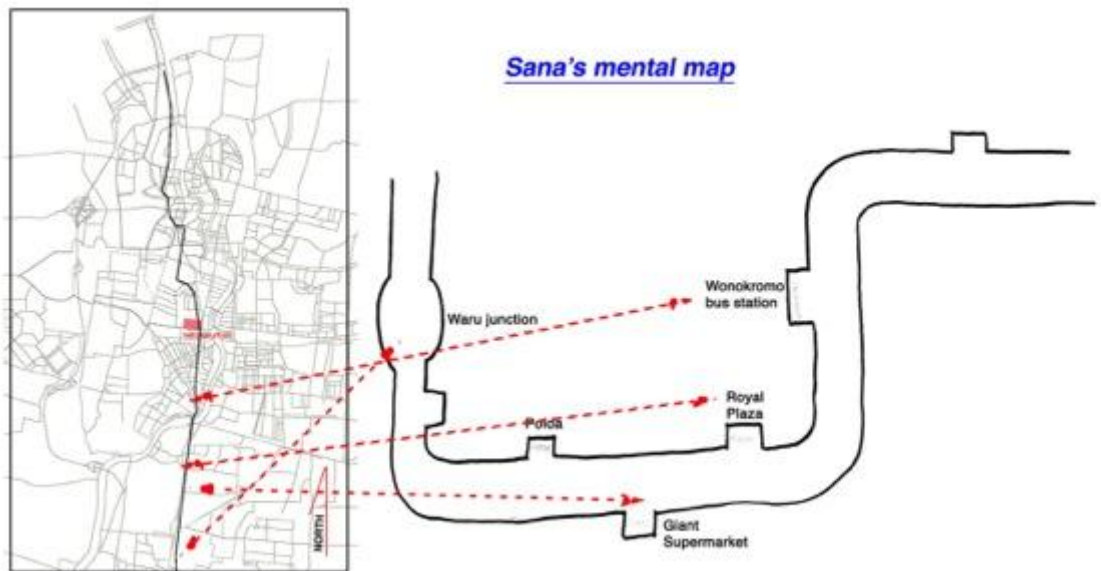 Sana's mental map
Wonokromo
bus station
Waru junction
Royal
Plaza
Polda
Giant
Supermarket
NORTH